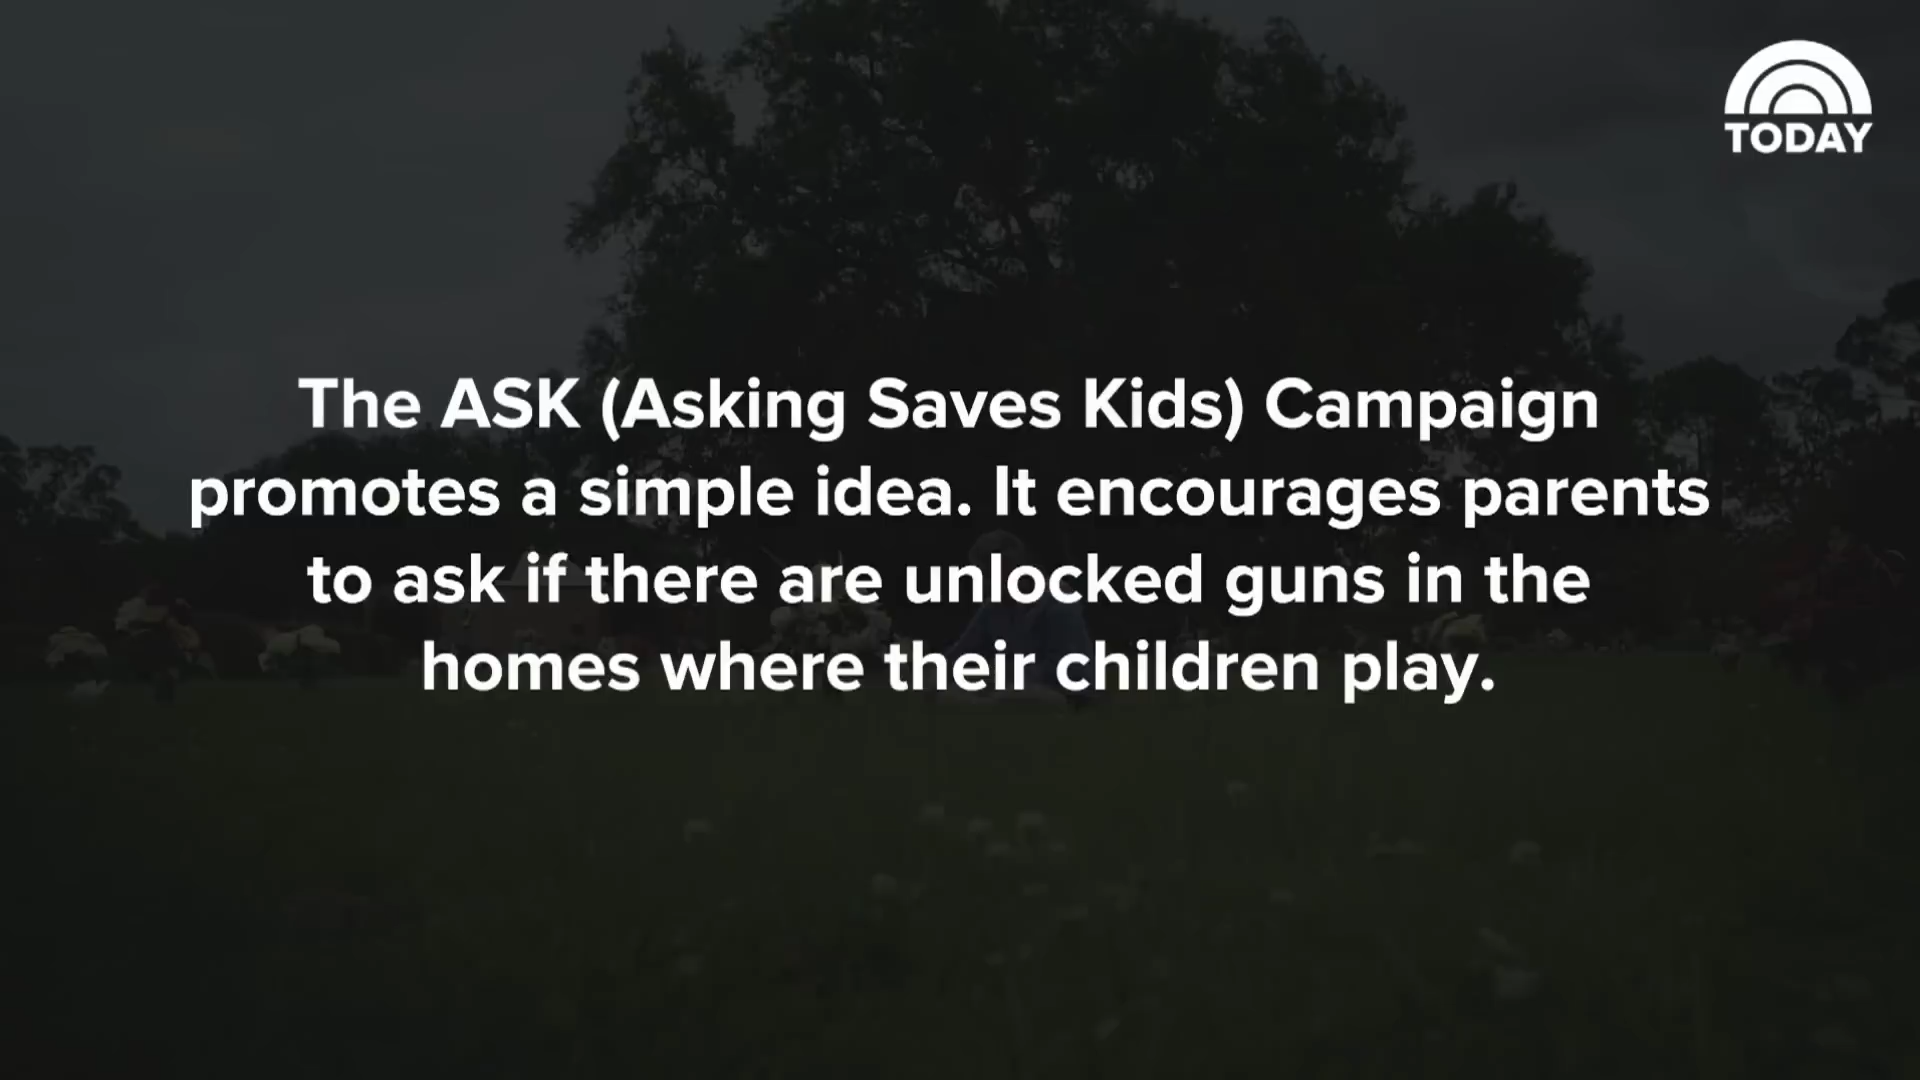 TODAY
The ASK (Asking Saves Kids) Campaign
promotes a simple idea. It encourages parents
to ask if there are unlocked guns in the
homes where their children play.